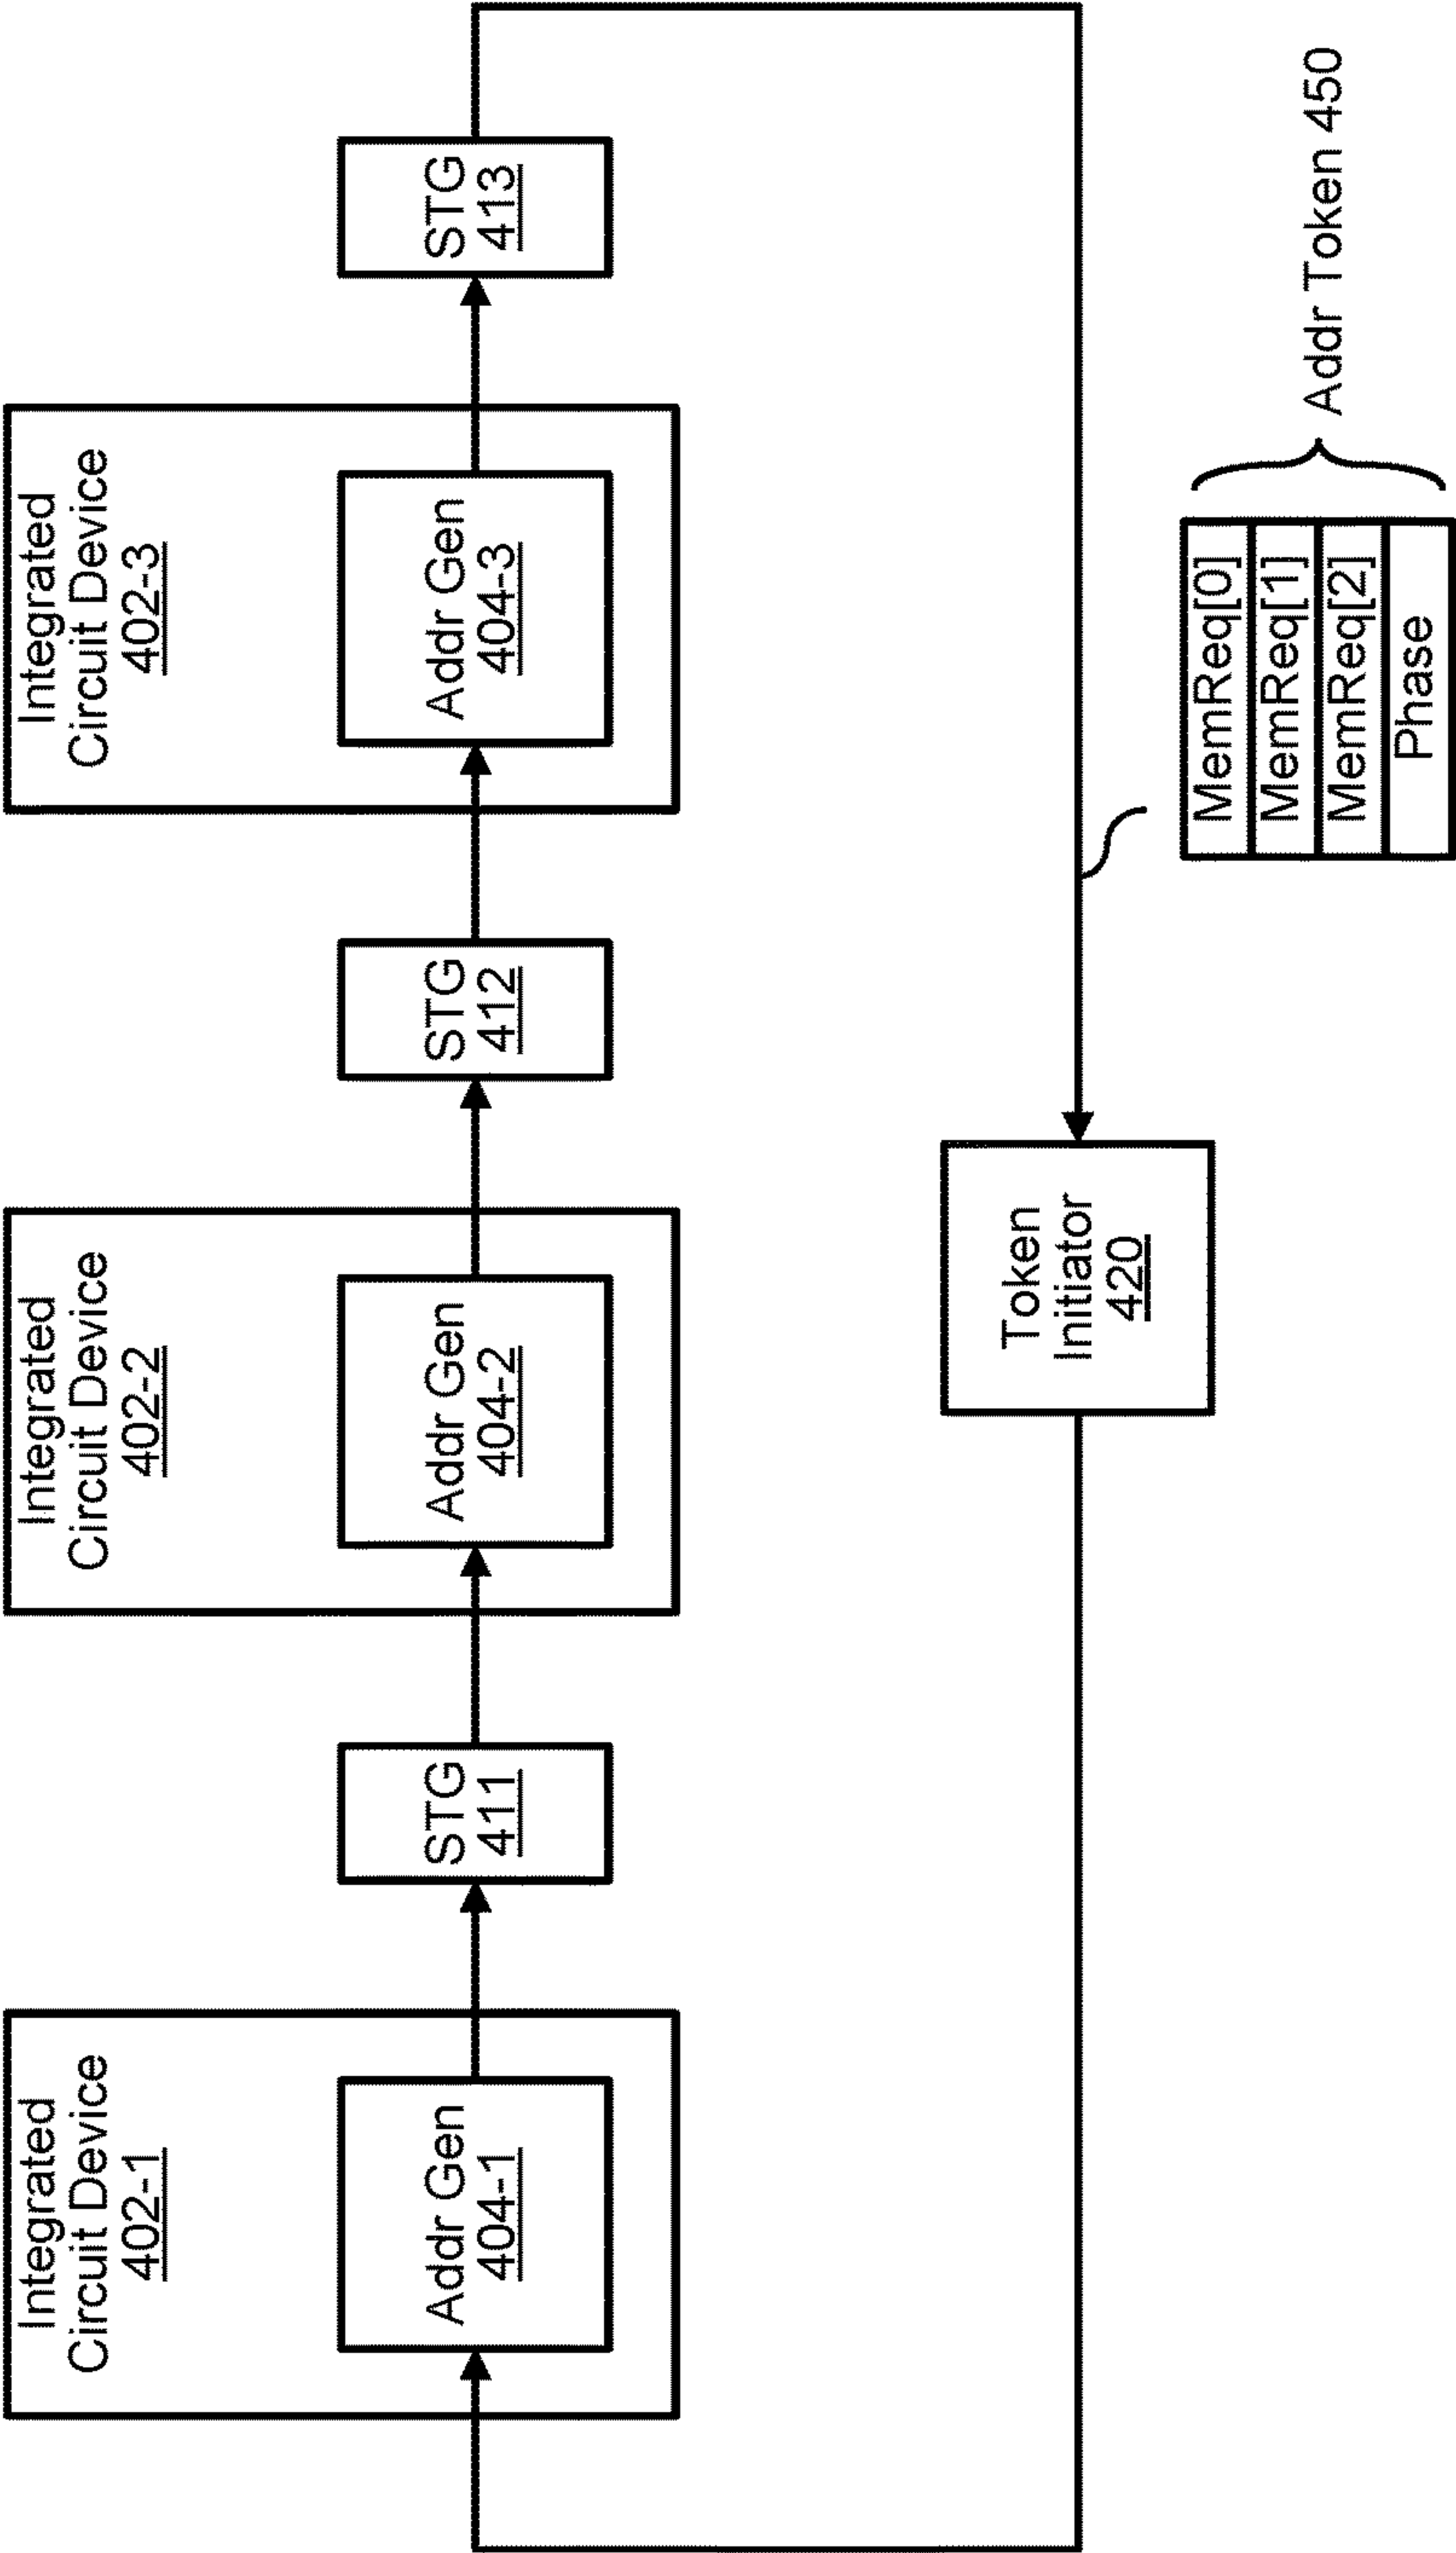 Integrated
Circuit Device
402-1
Addr Gen
404-1
STG
411
Integrated
Circuit Device
402-2
Addr Gen
404-2
STG
412
Integrated
Circuit Device
402-3
Addr Gen
404-3
STG
413
Token
Initiator
420
MemReq[0]
MemReq[1]
MemReq[2]
Phase
Addr Token 450